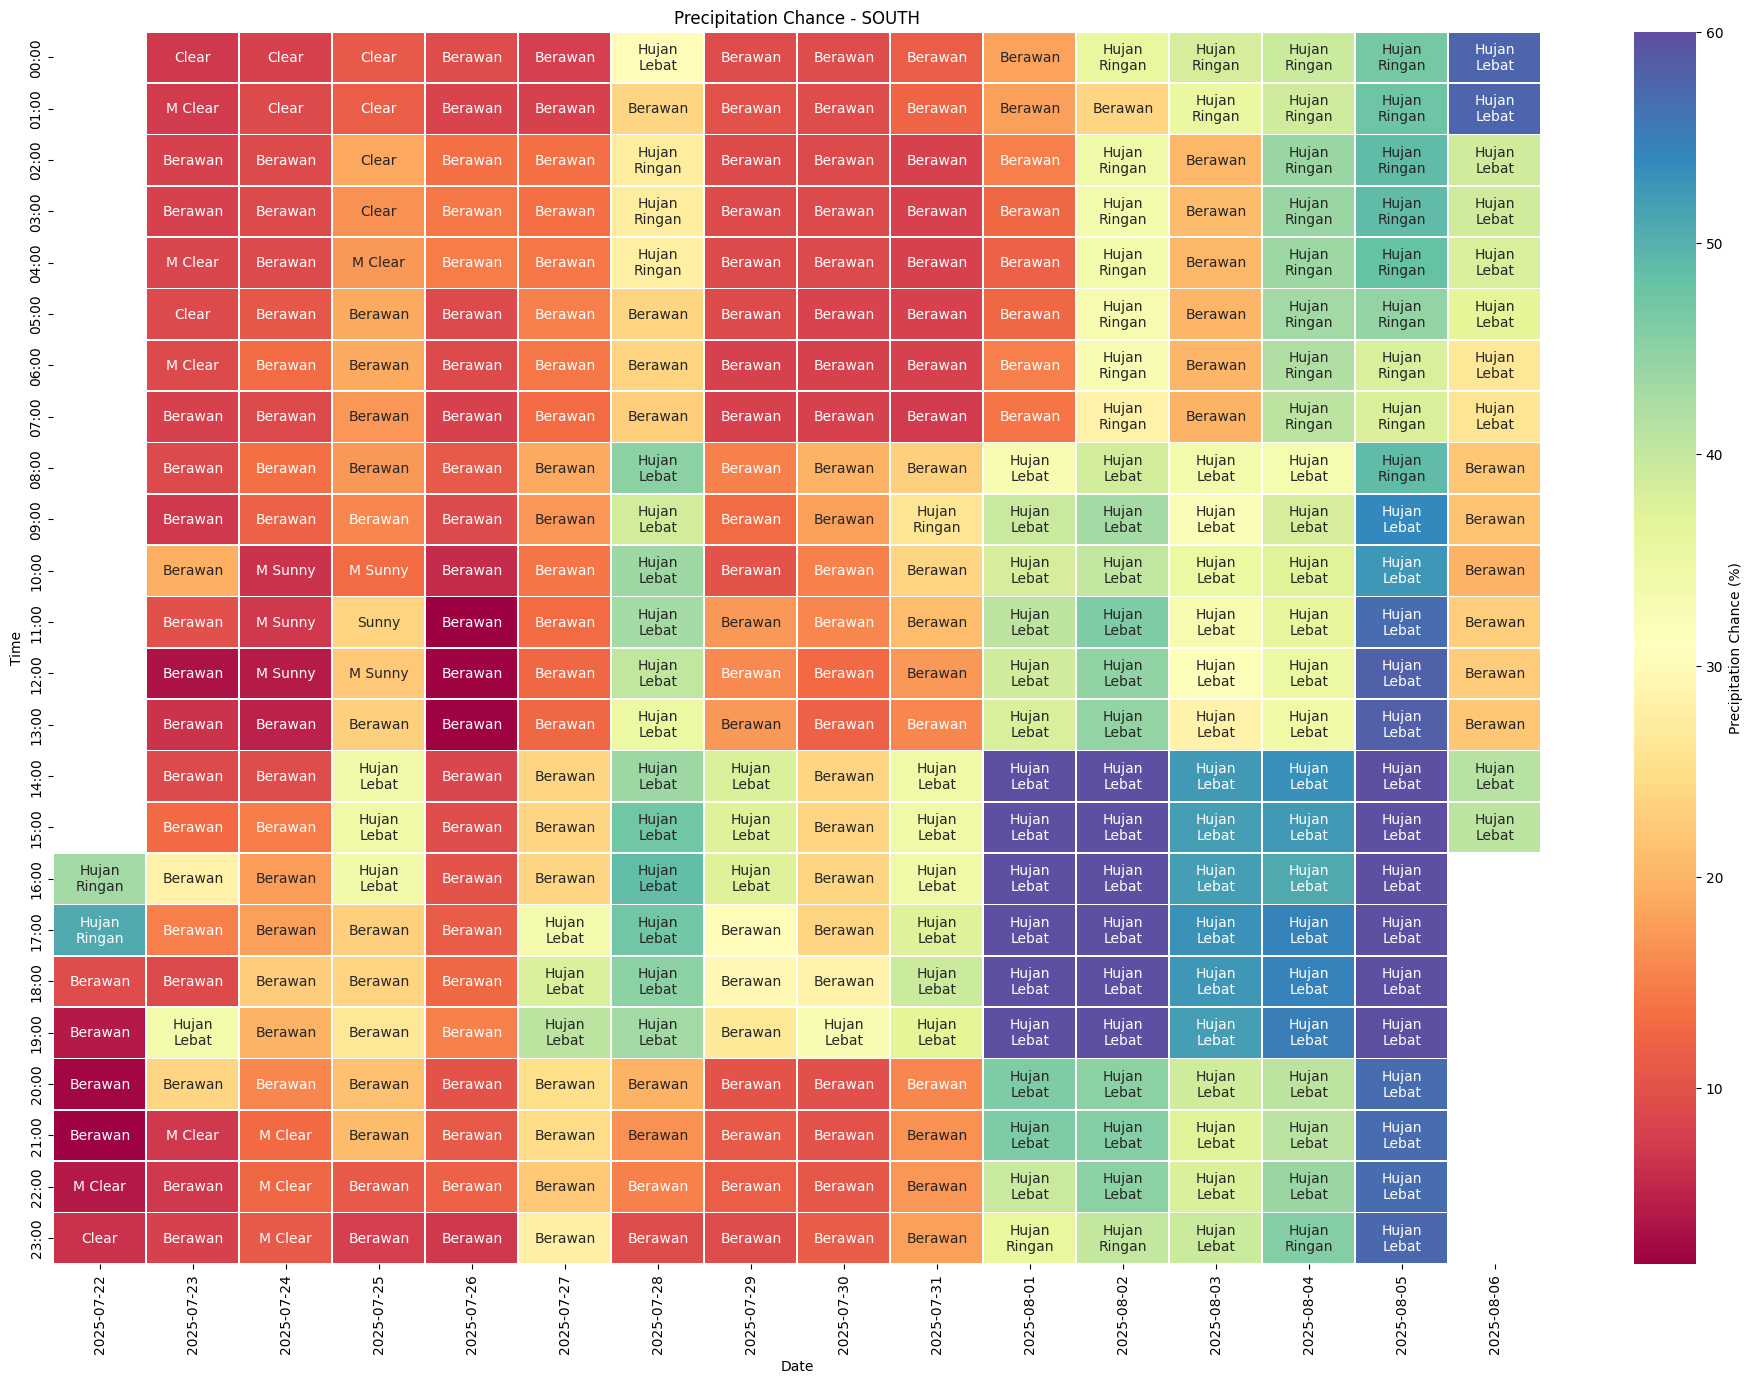 Precipitation Chance - SOUTH
00:00 Clear Clear Clear Berawan Berawan Hujan Lebat Berawan Berawan Berawan Berawan Hujan Ringan Hujan Ringan Hujan Ringan Hujan Ringan Hujan Lebat
01:00 M Clear Clear Clear Berawan Berawan Berawan Berawan Berawan Berawan Berawan Berawan Hujan Ringan Hujan Ringan Hujan Ringan Hujan Lebat
02:00 Berawan Berawan Clear Berawan Berawan Hujan Ringan Berawan Berawan Berawan Berawan Hujan Ringan Berawan Hujan Ringan Hujan Ringan Hujan Lebat
03:00 Berawan Berawan Clear Berawan Berawan Hujan Ringan Berawan Berawan Berawan Berawan Hujan Ringan Berawan Hujan Ringan Hujan Ringan Hujan Lebat
04:00 M Clear Berawan M Clear Berawan Berawan Hujan Ringan Berawan Berawan Berawan Berawan Hujan Ringan Berawan Hujan Ringan Hujan Ringan Hujan Lebat
05:00 Clear Berawan Berawan Berawan Berawan Berawan Berawan Berawan Berawan Berawan Hujan Ringan Berawan Hujan Ringan Hujan Ringan Hujan Lebat
06:00 M Clear Berawan Berawan Berawan Berawan Berawan Berawan Berawan Berawan Berawan Hujan Ringan Berawan Hujan Ringan Hujan Ringan Hujan Lebat
07:00 Berawan Berawan Berawan Berawan Berawan Berawan Berawan Berawan Berawan Berawan Hujan Ringan Berawan Hujan Ringan Hujan Ringan Hujan Lebat
08:00 Berawan Berawan Berawan Berawan Berawan Hujan Lebat Berawan Berawan Berawan Hujan Lebat Hujan Lebat Hujan Lebat Hujan Lebat Hujan Ringan Berawan
09:00 Berawan Berawan Berawan Berawan Berawan Hujan Lebat Berawan Berawan Hujan Ringan Hujan Lebat Hujan Lebat Hujan Lebat Hujan Lebat Hujan Lebat Berawan
10:00 Berawan M Sunny M Sunny Berawan Berawan Hujan Lebat Berawan Berawan Berawan Hujan Lebat Hujan Lebat Hujan Lebat Hujan Lebat Hujan Lebat Berawan
11:00 Berawan M Sunny Sunny Berawan Berawan Hujan Lebat Berawan Berawan Berawan Hujan Lebat Hujan Lebat Hujan Lebat Hujan Lebat Hujan Lebat Berawan
12:00 Berawan M Sunny M Sunny Berawan Berawan Hujan Lebat Berawan Berawan Berawan Hujan Lebat Hujan Lebat Hujan Lebat Hujan Lebat Hujan Lebat Berawan
13:00 Berawan Berawan Berawan Berawan Berawan Hujan Lebat Berawan Berawan Berawan Hujan Lebat Hujan Lebat Hujan Lebat Hujan Lebat Hujan Lebat Berawan
14:00 Berawan Berawan Hujan Lebat Berawan Berawan Hujan Lebat Hujan Lebat Berawan Hujan Lebat Hujan Lebat Hujan Lebat Hujan Lebat Hujan Lebat Hujan Lebat Hujan Lebat
15:00 Berawan Berawan Hujan Lebat Berawan Berawan Hujan Lebat Hujan Lebat Berawan Hujan Lebat Hujan Lebat Hujan Lebat Hujan Lebat Hujan Lebat Hujan Lebat Hujan Lebat
16:00 Hujan Ringan Berawan Berawan Hujan Lebat Berawan Berawan Hujan Lebat Hujan Lebat Berawan Hujan Lebat Hujan Lebat Hujan Lebat Hujan Lebat Hujan Lebat Hujan Lebat
17:00 Hujan Ringan Berawan Berawan Berawan Berawan Hujan Lebat Hujan Lebat Berawan Berawan Hujan Lebat Hujan Lebat Hujan Lebat Hujan Lebat Hujan Lebat Hujan Lebat
18:00 Berawan Berawan Berawan Berawan Berawan Hujan Lebat Hujan Lebat Berawan Berawan Hujan Lebat Hujan Lebat Hujan Lebat Hujan Lebat Hujan Lebat Hujan Lebat
19:00 Berawan Hujan Lebat Berawan Berawan Berawan Hujan Lebat Hujan Lebat Berawan Hujan Lebat Hujan Lebat Hujan Lebat Hujan Lebat Hujan Lebat Hujan Lebat Hujan Lebat
20:00 Berawan Berawan Berawan Berawan Berawan Berawan Berawan Berawan Berawan Berawan Hujan Lebat Hujan Lebat Hujan Lebat Hujan Lebat Hujan Lebat
21:00 Berawan M Clear M Clear Berawan Berawan Berawan Berawan Berawan Berawan Berawan Hujan Lebat Hujan Lebat Hujan Lebat Hujan Lebat Hujan Lebat
22:00 M Clear Berawan M Clear Berawan Berawan Berawan Berawan Berawan Berawan Berawan Hujan Lebat Hujan Lebat Hujan Lebat Hujan Lebat Hujan Lebat
23:00 Clear Berawan M Clear Berawan Berawan Berawan Berawan Berawan Berawan Berawan Hujan Ringan Hujan Ringan Hujan Lebat Hujan Ringan Hujan Lebat
Time
2025-07-22 2025-07-23 2025-07-24 2025-07-25 2025-07-26 2025-07-27 2025-07-28 2025-07-29 2025-07-30 2025-07-31 2025-08-01 2025-08-02 2025-08-03 2025-08-04 2025-08-05 2025-08-06
Date
60
50
40
30
20
10
Precipitation Chance (%)